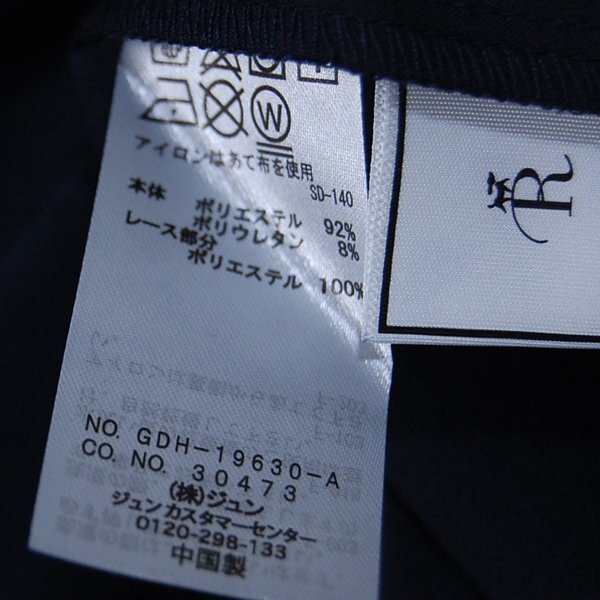 W
アイロンはあて布を使用
SD-140
本体 ポリエステル 92%
ポリウレタン 8%
レース部分
ポリエステル 100%
NO. GDH-19630-A
CO. NO. 30473
(株)ジュン
ジュンカスタマーセンター
0120-298-133
中国製
R